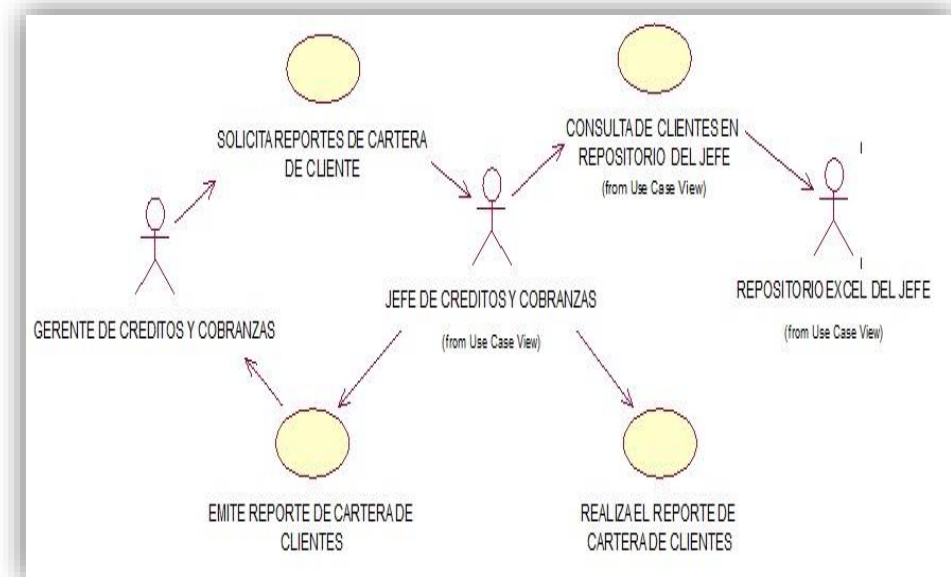 SOLICITA REPORTES DE CARTERA
DE CLIENTE
CONSULTA DE CLIENTES EN
REPOSITORIO DEL JEFE
(from Use Case View)
GERENTE DE CREDITOS Y COBRANZAS
JEFE DE CREDITOS Y COBRANZAS
(from Use Case View)
REPOSITORIO EXCEL DEL JEFE
(from Use Case View)
EMITE REPORTE DE CARTERA DE
CLIENTES
REALIZA EL REPORTE DE
CARTERA DE CLIENTES